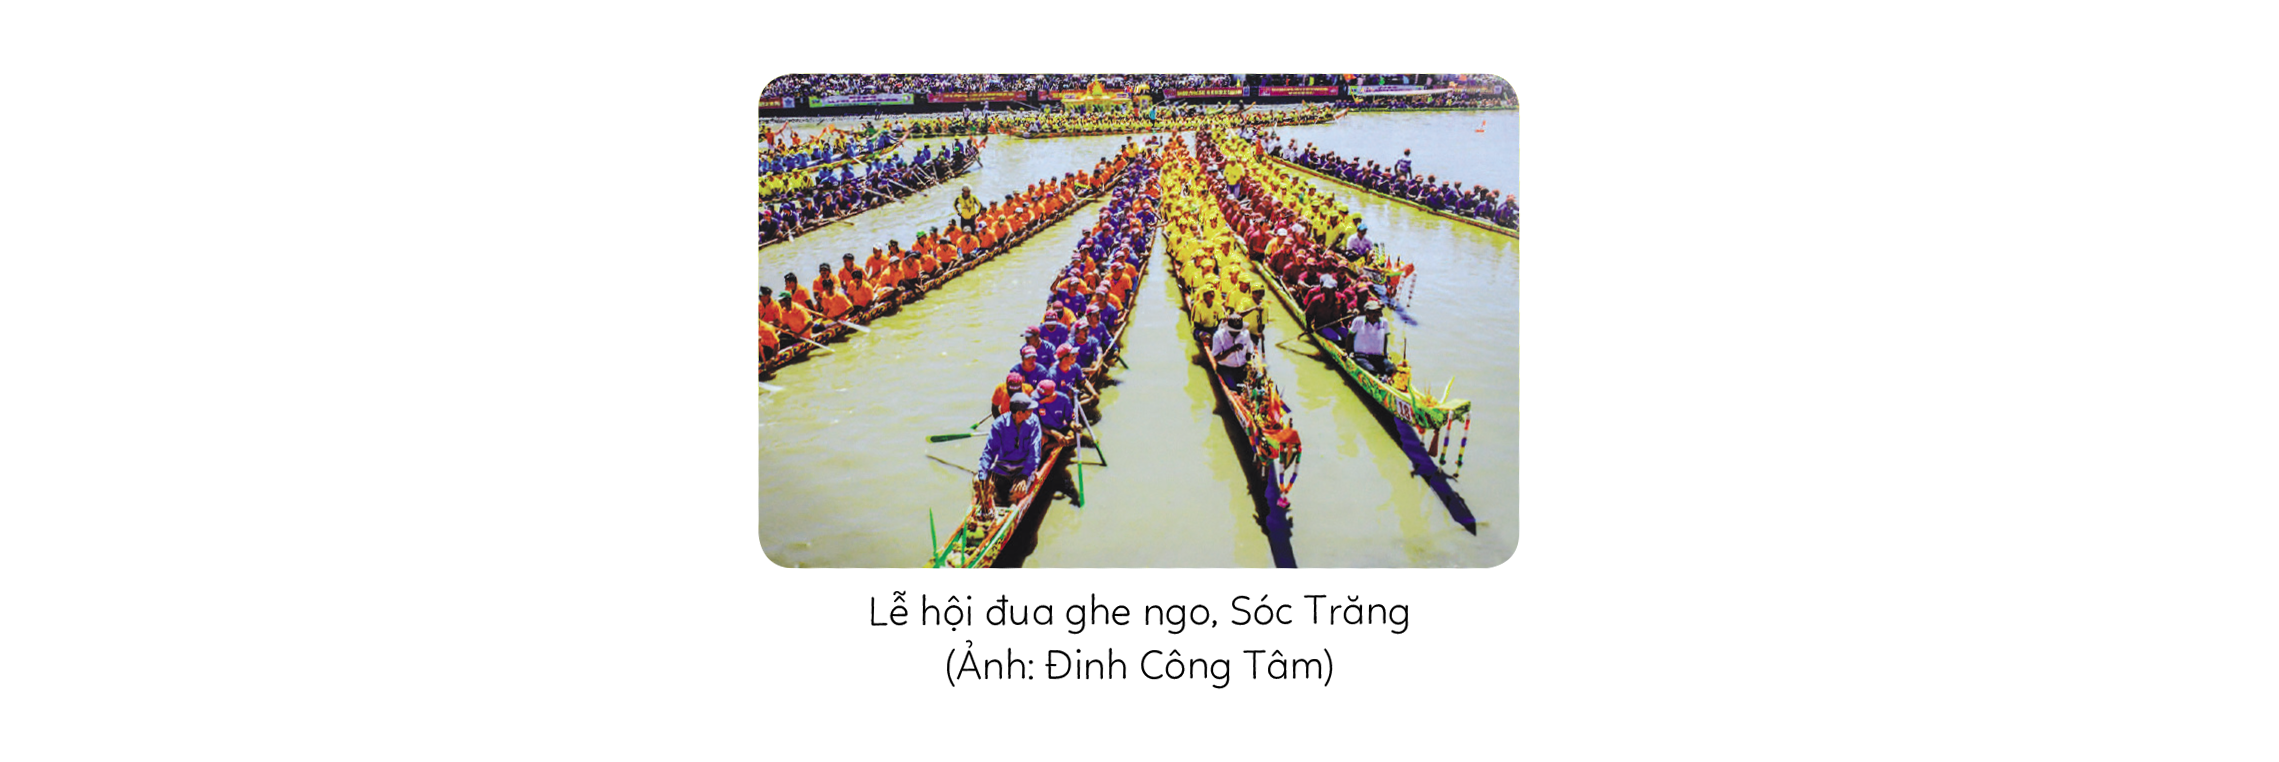 Lễ hội đua ghe ngo, Sóc Trăng
(Ảnh: Đinh Công Tâm)